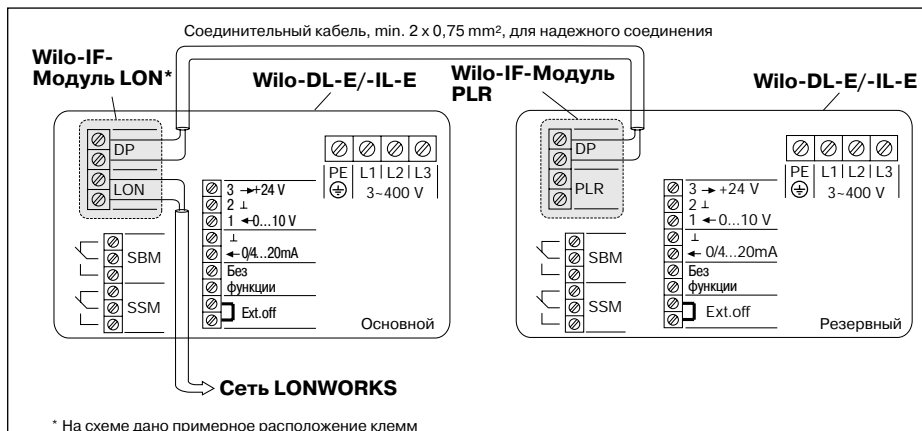 Соединительный кабель, min. 2 x 0,75 mm², для надежного соединения
Wilo-IF-
Модуль LON*
Wilo-DL-E/-IL-E
DP
LON
PE L1 L2 L3
3~400 V
3 →+24 V
2 ⊥
1 ←0...10 V
⊥
← 0/4...20mA
Без
функции
Ext.off
SBM
SSM
Основной
Сеть LONWORKS
Wilo-IF-Модуль
PLR
Wilo-DL-E/-IL-E
DP
PLR
PE L1 L2 L3
3~400 V
3 → +24 V
2 ⊥
1 ← 0...10 V
⊥
← 0/4...20mA
Без
функции
Ext.off
SBM
SSM
Резервный
* На схеме дано примерное расположение клемм